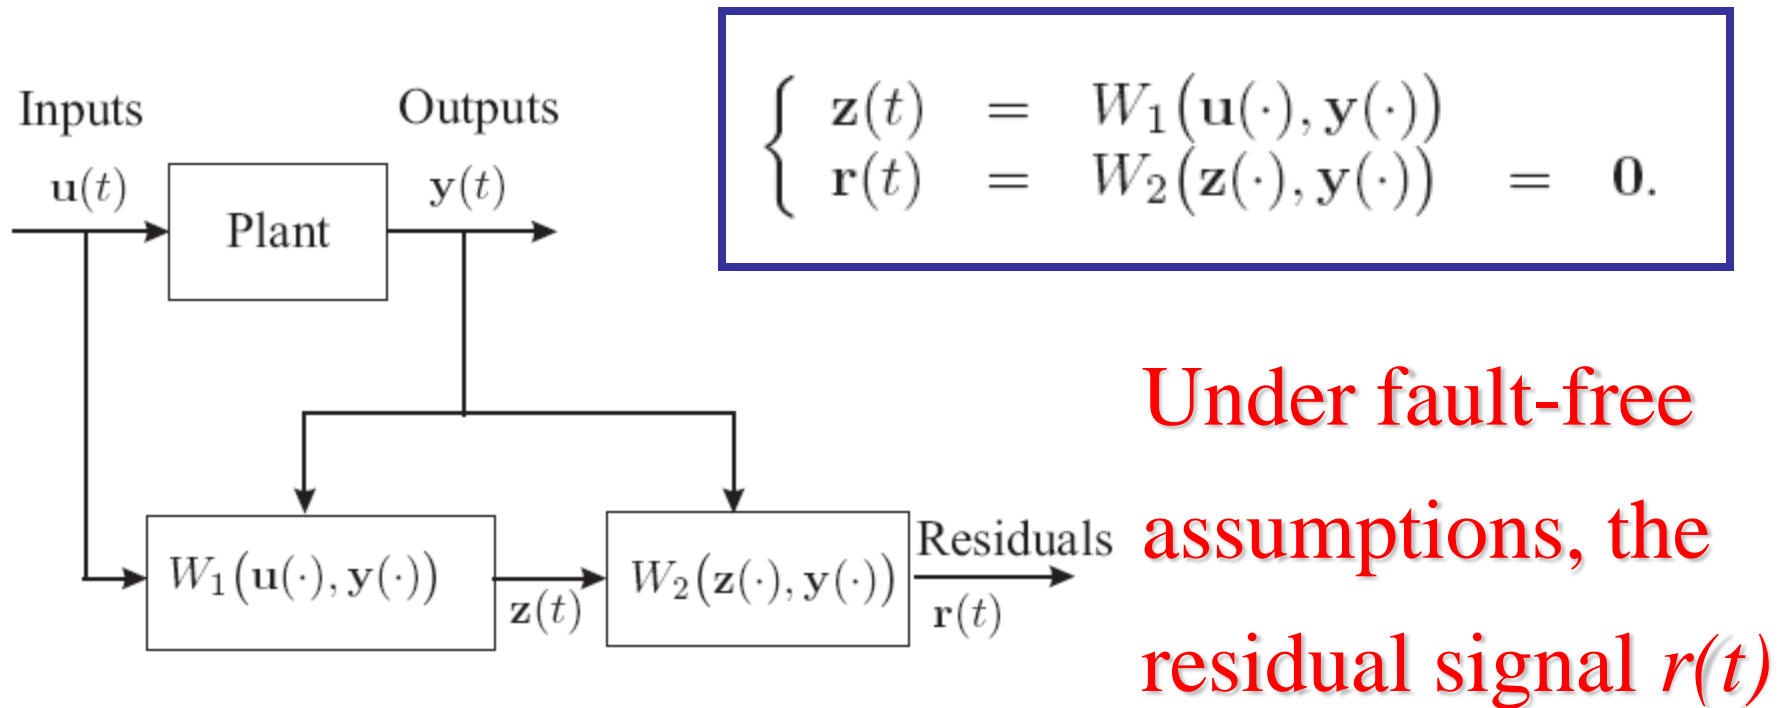 Inputs
Outputs
u(t)
y(t)
Plant
z(t) = W₁(u(·), y(·))
r(t) = W₂(z(·), y(·)) = 0.
W₁(u(·), y(·))
z(t)
W₂(z(·), y(·))
Residuals
r(t)
Under fault-free
assumptions, the
residual signal r(t)